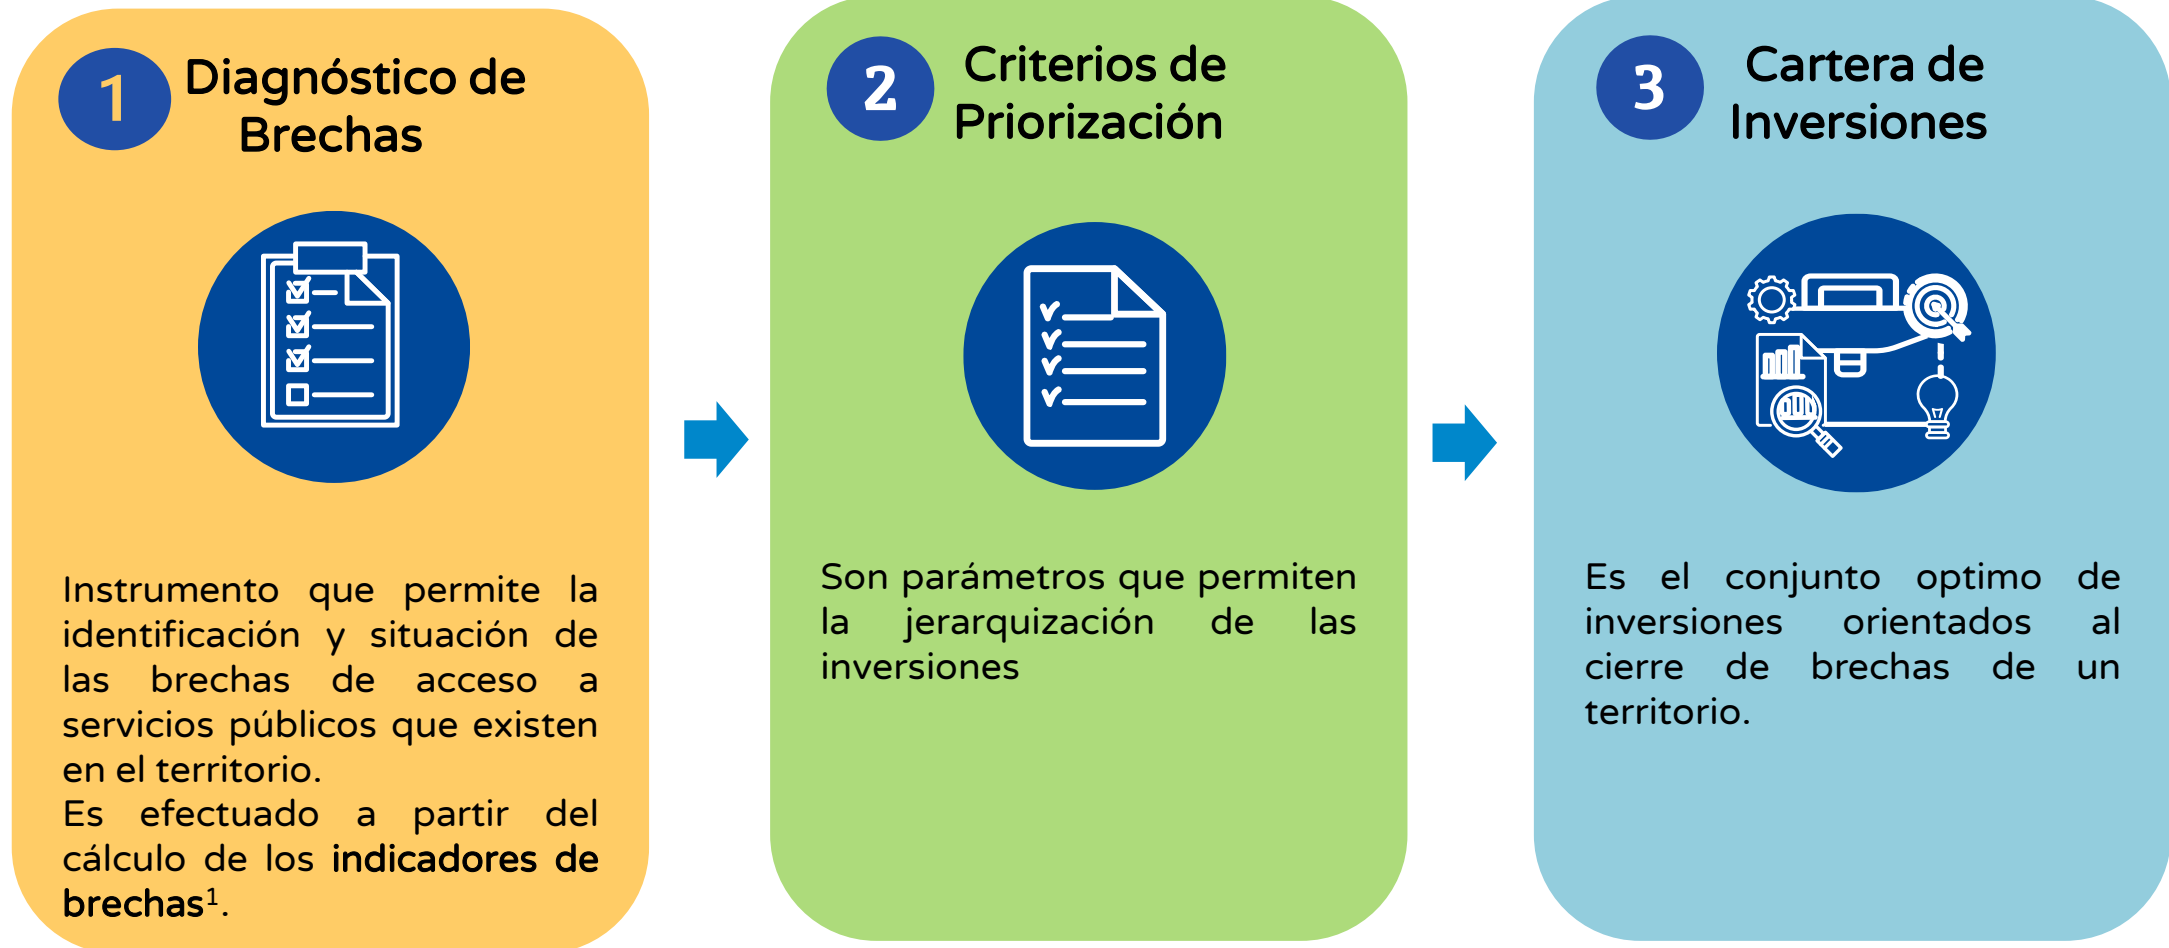 1
Diagnóstico de
Brechas
Instrumento que permite la
identificación y situación de
las brechas de acceso a
servicios públicos que existen
en el territorio.
Es efectuado a partir del
cálculo de los indicadores de
brechas¹.
2
Criterios de
Priorización
Son parámetros que permiten
la jerarquización de las
inversiones
3
Cartera de
Inversiones
Es el conjunto optimo de
inversiones orientados al
cierre de brechas de un
territorio.